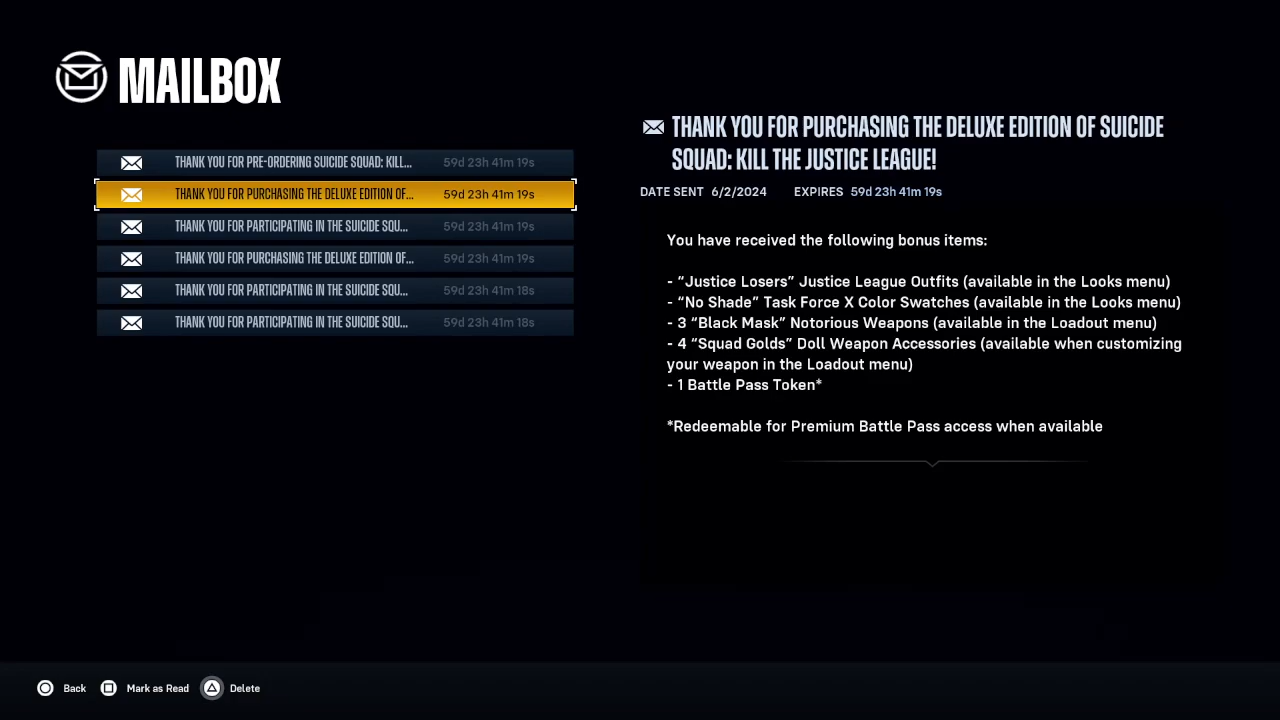 MAILBOX
THANK YOU FOR PRE-ORDERING SUICIDE SQUAD: KILL... 59d 23h 41m 19s
THANK YOU FOR PURCHASING THE DELUXE EDITION OF... 59d 23h 41m 19s
THANK YOU FOR PARTICIPATING IN THE SUICIDE SQU... 59d 23h 41m 19s
THANK YOU FOR PURCHASING THE DELUXE EDITION OF... 59d 23h 41m 19s
THANK YOU FOR PARTICIPATING IN THE SUICIDE SQU... 59d 23h 41m 18s
THANK YOU FOR PARTICIPATING IN THE SUICIDE SQU... 59d 23h 41m 18s
THANK YOU FOR PURCHASING THE DELUXE EDITION OF SUICIDE
SQUAD: KILL THE JUSTICE LEAGUE!
DATE SENT 6/2/2024 EXPIRES 59d 23h 41m 19s
You have received the following bonus items:
- “Justice Losers” Justice League Outfits (available in the Looks menu)
- “No Shade” Task Force X Color Swatches (available in the Looks menu)
- 3 “Black Mask” Notorious Weapons (available in the Loadout menu)
- 4 “Squad Golds” Doll Weapon Accessories (available when customizing
your weapon in the Loadout menu)
- 1 Battle Pass Token*
*Redeemable for Premium Battle Pass access when available
Back Mark as Read Delete